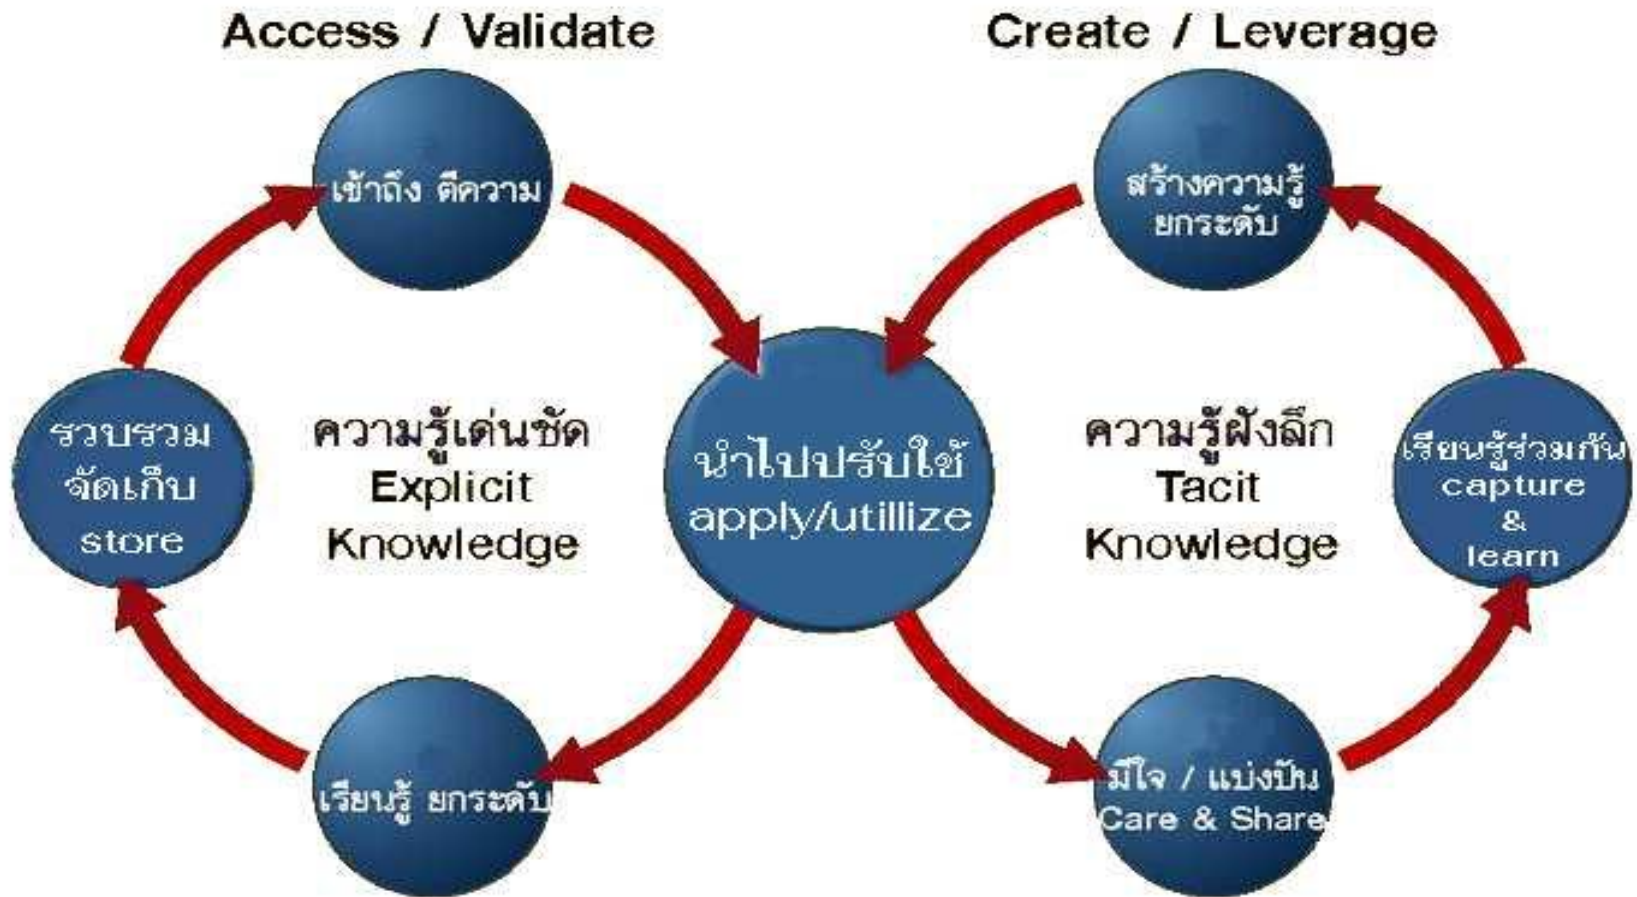 Access / Validate
Create / Leverage
เข้าถึง ตีความ
สร้างความรู้
ยกระดับ
รวบรวม
จัดเก็บ
store
ความรู้เด่นชัด
Explicit
Knowledge
นำไปปรับใช้
apply/utillize
ความรู้ฝังลึก
Tacit
Knowledge
เรียนรู้ร่วมกัน
capture
&
learn
เรียนรู้ ยกระดับ
มีใจ / แบ่งปัน
Care & Share